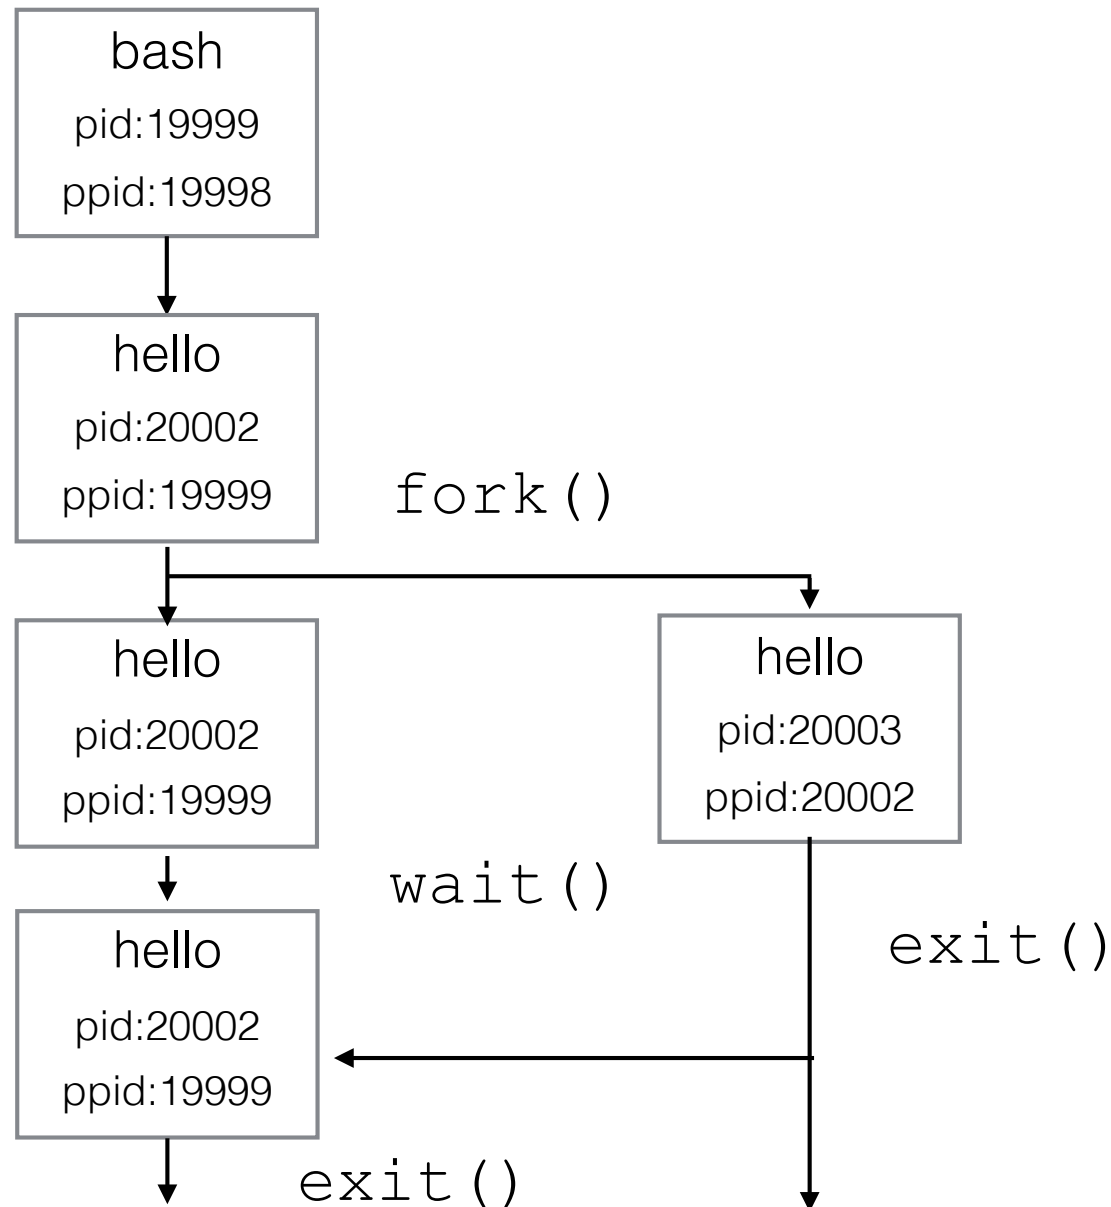 bash
pid:19999
ppid:19998
hello
pid:20002
ppid:19999
fork()
hello
pid:20002
ppid:19999
hello
pid:20003
ppid:20002
wait()
exit()
hello
pid:20002
ppid:19999
exit()